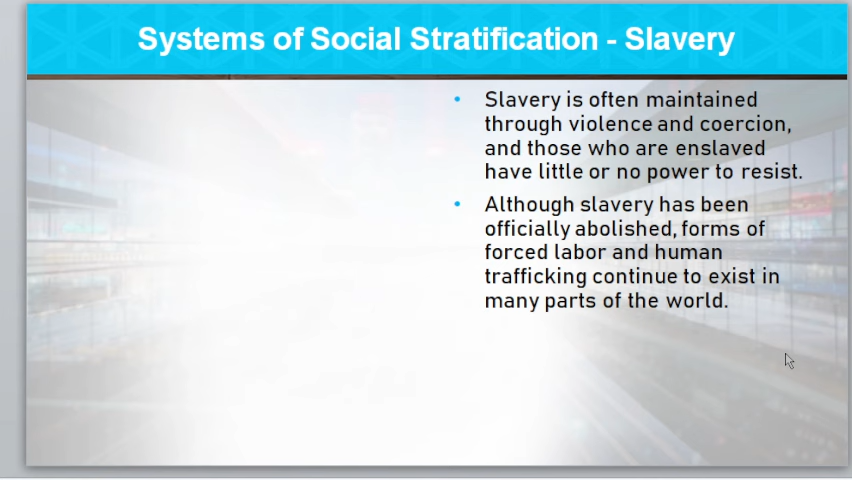 Systems of Social Stratification - Slavery
• Slavery is often maintained
through violence and coercion,
and those who are enslaved
have little or no power to resist.
• Although slavery has been
officially abolished, forms of
forced labor and human
trafficking continue to exist in
many parts of the world.